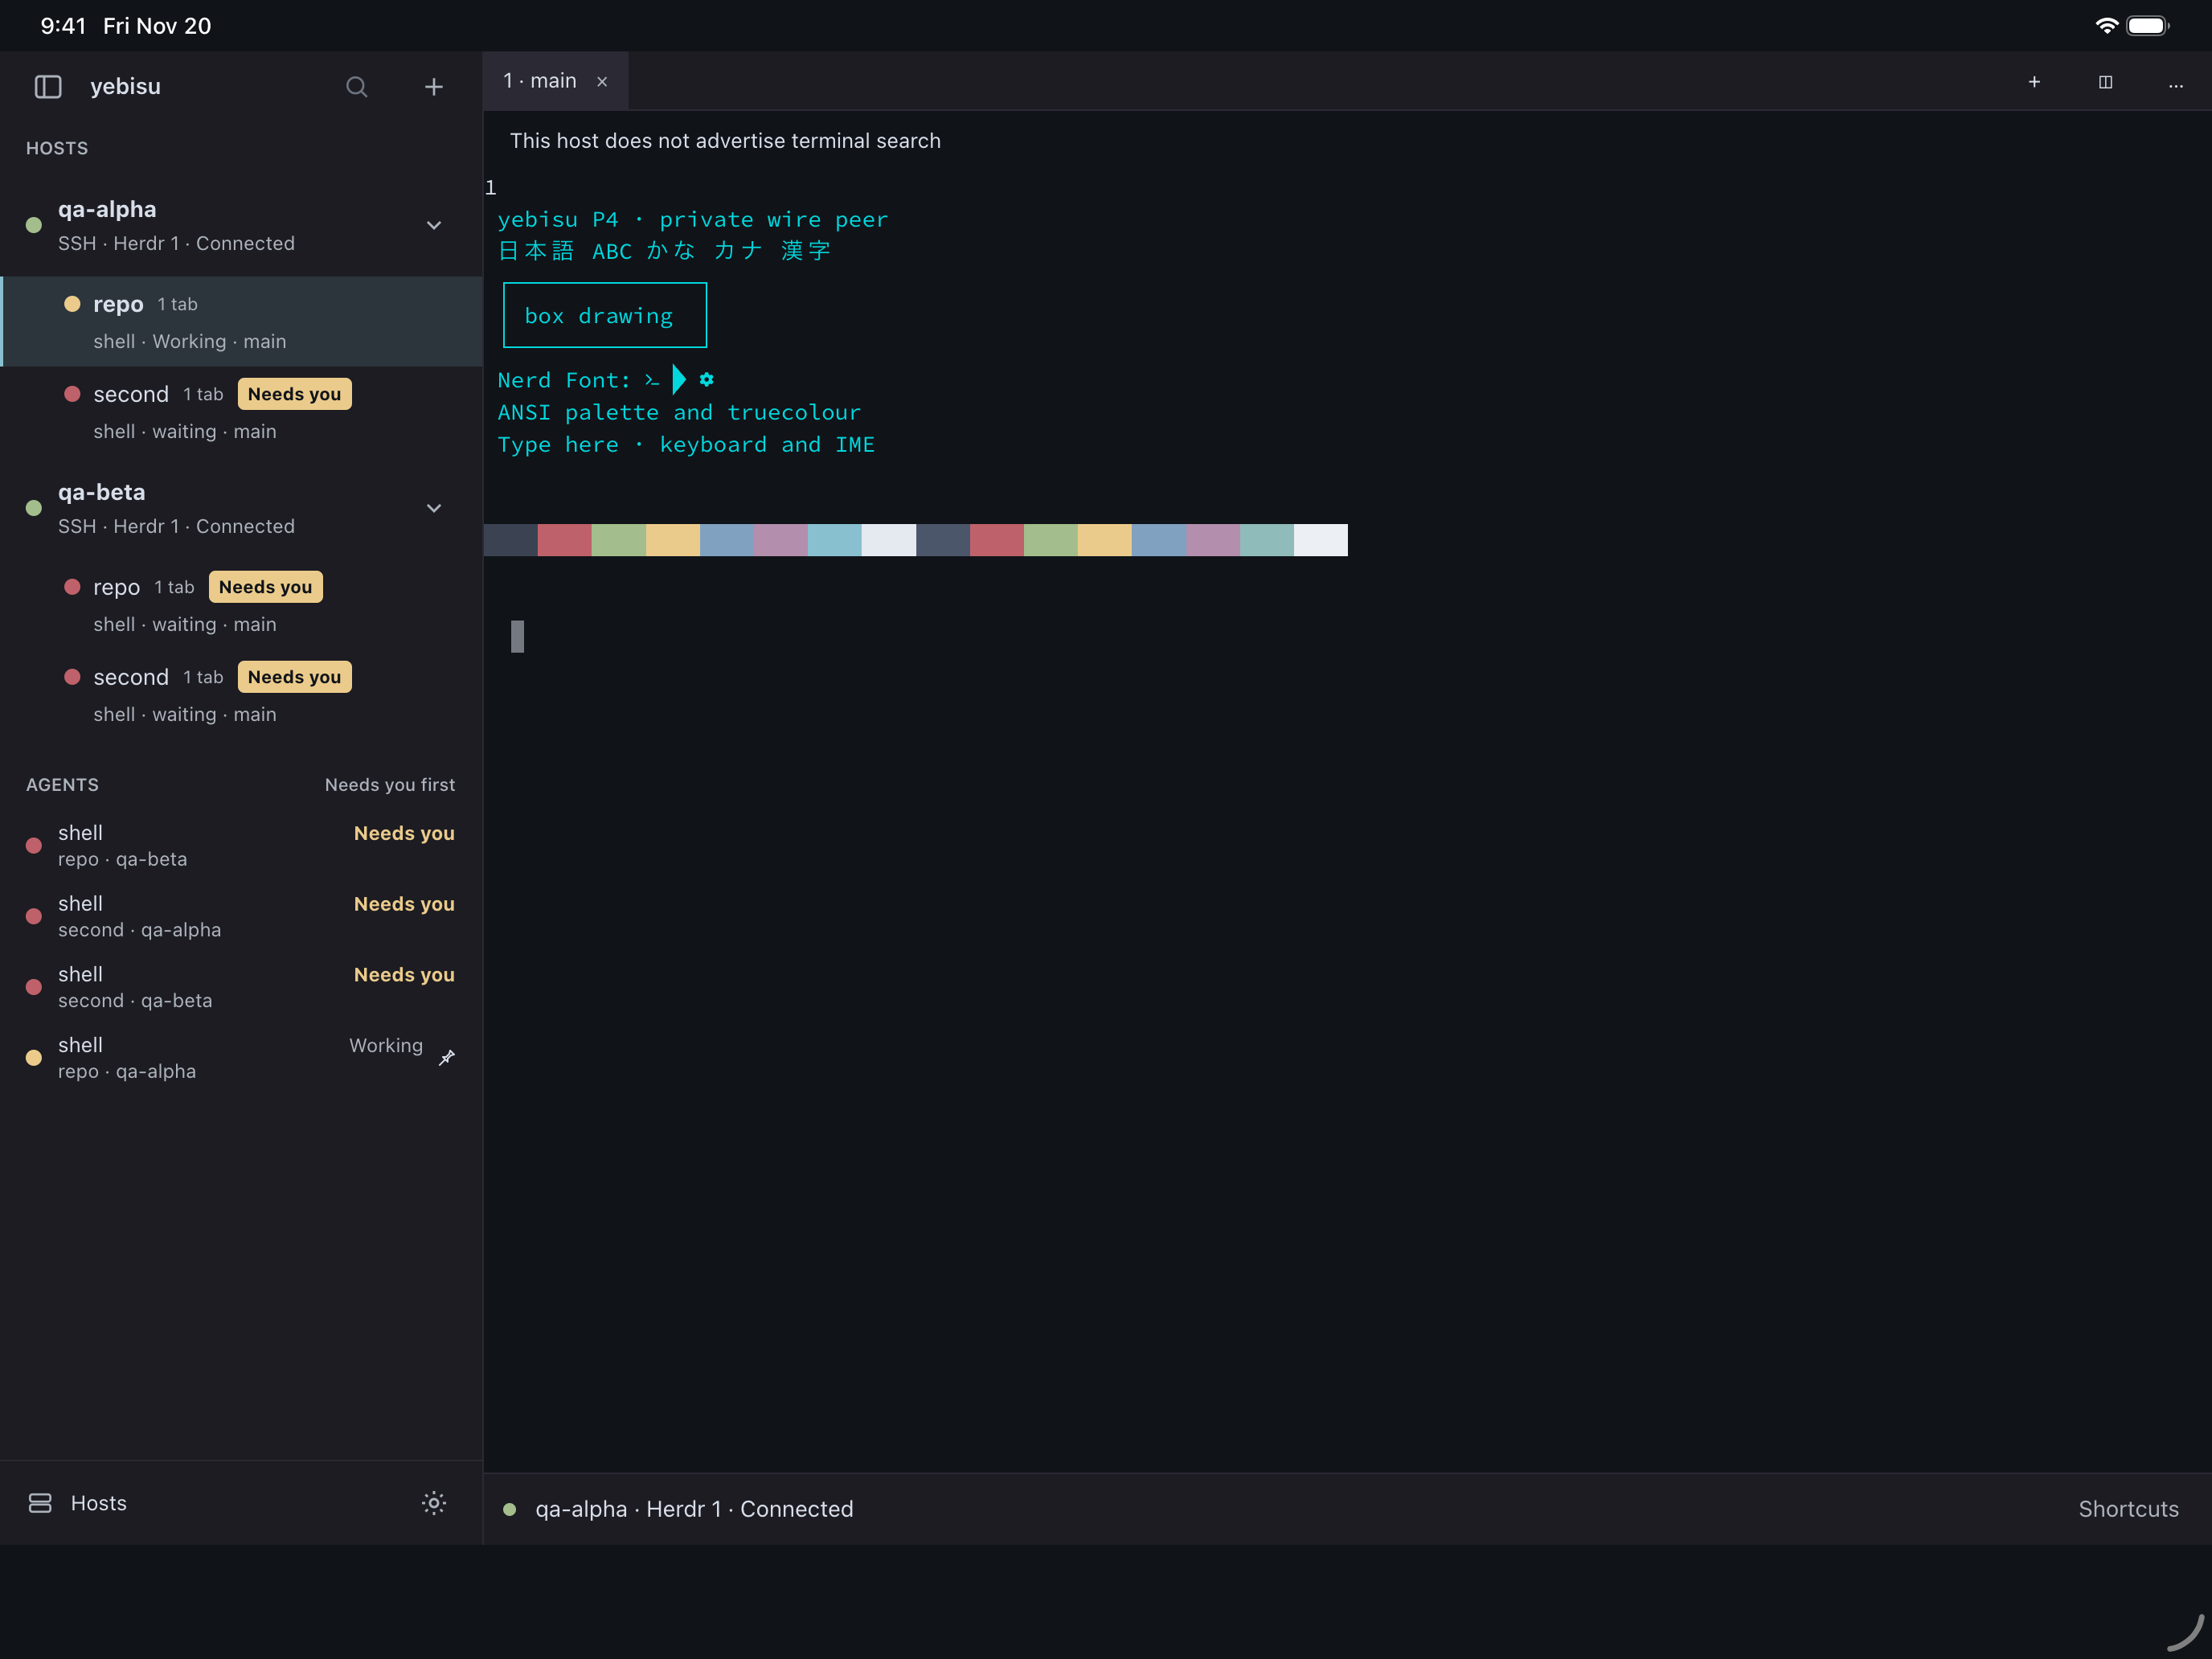 9:41 Fri Nov 20
yebisu
HOSTS
qa-alpha
SSH · Herdr 1 · Connected
repo 1 tab
shell · Working · main
second 1 tab Needs you
shell · waiting · main
qa-beta
SSH · Herdr 1 · Connected
repo 1 tab Needs you
shell · waiting · main
second 1 tab Needs you
shell · waiting · main
AGENTS Needs you first
shell Needs you
repo · qa-beta
shell Needs you
second · qa-alpha
shell Needs you
second · qa-beta
shell Working
repo · qa-alpha
Hosts
1 · main ×
This host does not advertise terminal search
1
yebisu P4 · private wire peer
日本語 ABC かな カナ 漢字
box drawing
Nerd Font:
ANSI palette and truecolour
Type here · keyboard and IME
qa-alpha · Herdr 1 · Connected
Shortcuts